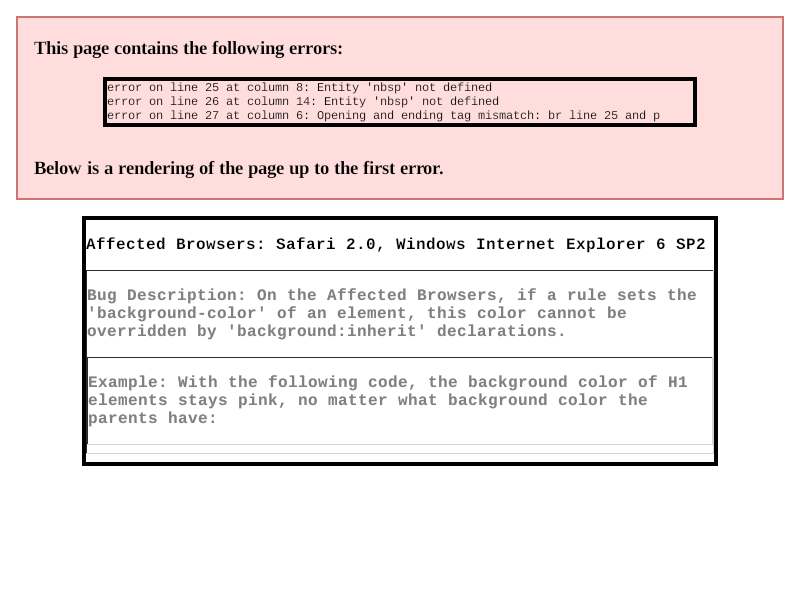 This page contains the following errors:
error on line 25 at column 8: Entity 'nbsp' not defined
error on line 26 at column 14: Entity 'nbsp' not defined
error on line 27 at column 6: Opening and ending tag mismatch: br line 25 and p
Below is a rendering of the page up to the first error.
Affected Browsers: Safari 2.0, Windows Internet Explorer 6 SP2
Bug Description: On the Affected Browsers, if a rule sets the
'background-color' of an element, this color cannot be
overridden by 'background:inherit' declarations.
Example: With the following code, the background color of H1
elements stays pink, no matter what background color the
parents have: